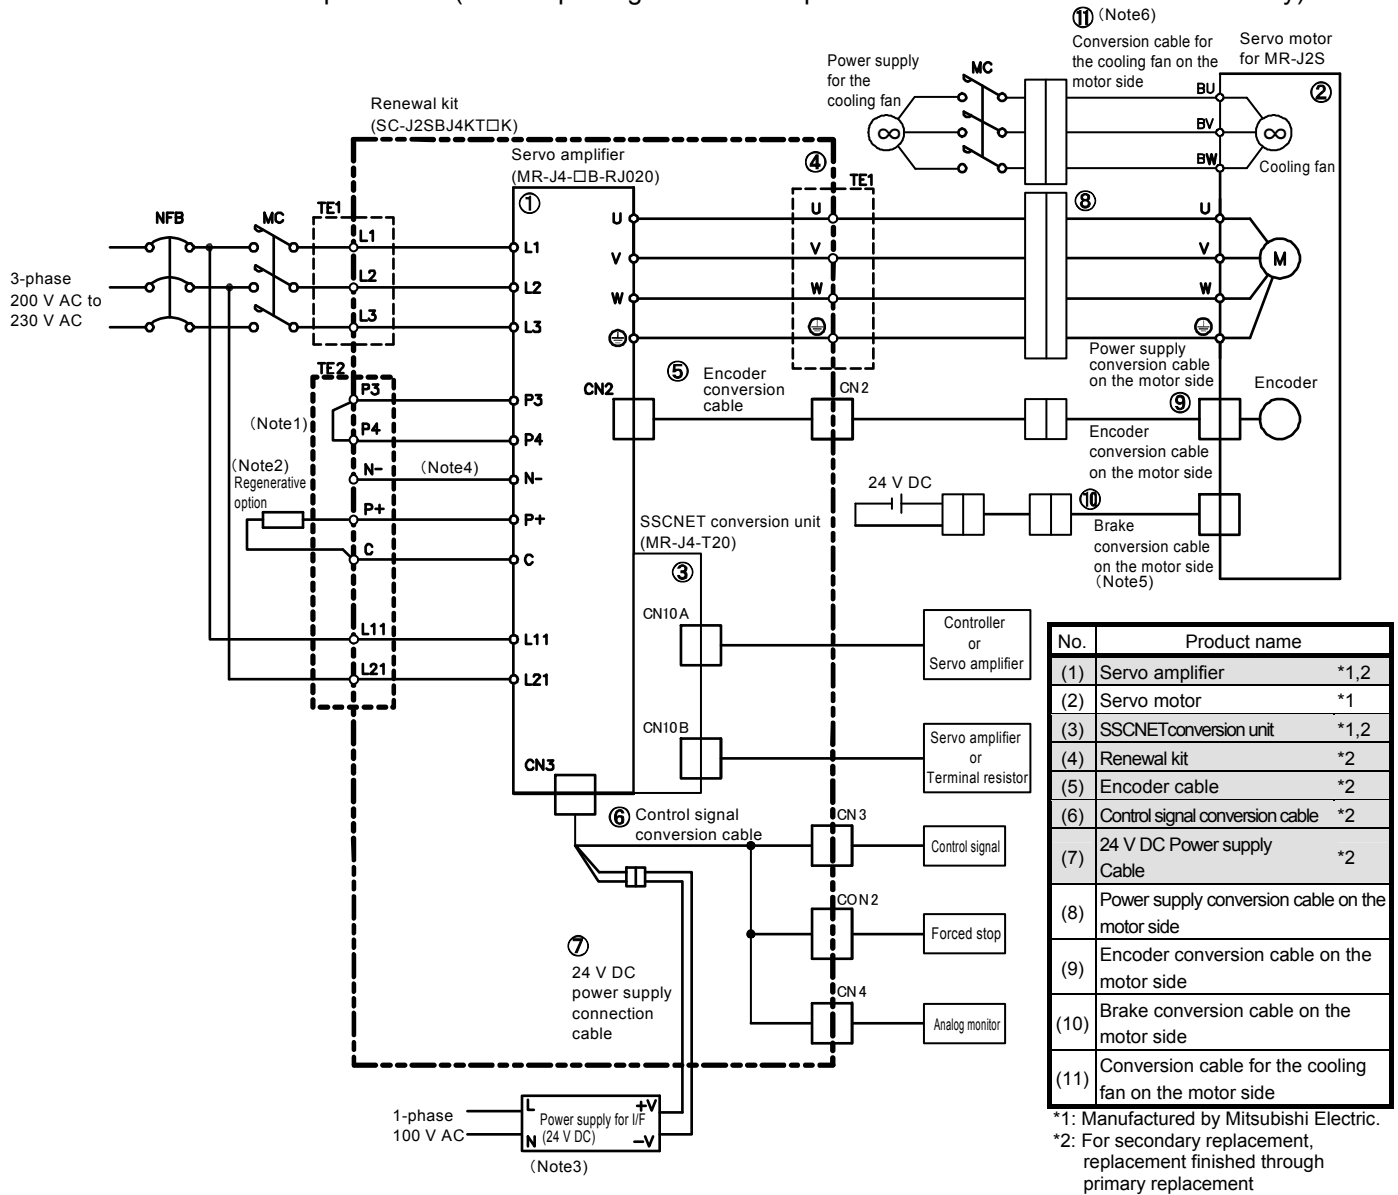 ⑪ (Note6)
Conversion cable for
the cooling fan on the
motor side
Servo motor
for MR-J2S
Power supply
for the
cooling fan
MC
BU
②
BV
BW
Cooling fan
Renewal kit
(SC-J2SBJ4KT□K)
Servo amplifier
(MR-J4-□B-RJ020)
④
TE1
①
⑧
NFB
MC
TE1
U
U
U
L1
L1
V
V
V
M
3-phase
200 V AC to
230 V AC
L2
L2
W
W
W
L3
L3
Power supply
conversion cable
on the motor side
TE2
P3
P3
CN2
⑤ Encoder
conversion
cable
CN2
⑨
Encoder
(Note1)
P4
P4
Encoder
conversion cable
on the motor side
(Note2)
Regenerative
option
N-
(Note4)
N-
24 V DC
⑩
P+
P+
SSCNET conversion unit
(MR-J4-T20)
Brake
conversion cable
on the motor side
(Note5)
C
C
③
CN10A
Controller
or
Servo amplifier
L11
L11
L21
L21
CN10B
Servo amplifier
or
Terminal resistor
CN3
⑥ Control signal
conversion cable
CN3
Control signal
CON2
Forced stop
⑦
24 V DC
power supply
connection
cable
CN4
Analog monitor
1-phase
100 V AC
L
N
Power supply for I/F
(24 V DC)
+V
-V
(Note3)
No. Product name
(1) Servo amplifier *1,2
(2) Servo motor *1
(3) SSCNETconversion unit *1,2
(4) Renewal kit *2
(5) Encoder cable *2
(6) Control signal conversion cable *2
(7) 24 V DC Power supply
Cable *2
(8) Power supply conversion cable on the
motor side
(9) Encoder conversion cable on the
motor side
(10) Brake conversion cable on the
motor side
(11) Conversion cable for the cooling
fan on the motor side
*1: Manufactured by Mitsubishi Electric.
*2: For secondary replacement,
replacement finished through
primary replacement